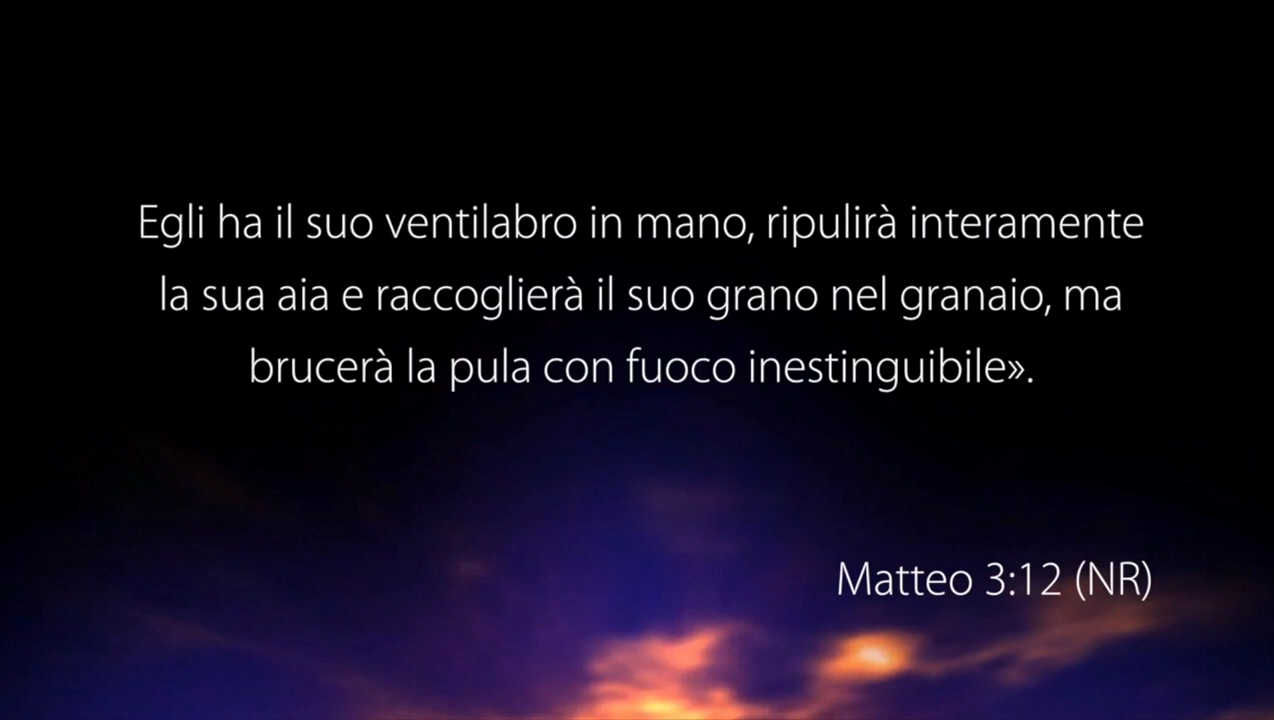 Egli ha il suo ventilabro in mano, ripulirà interamente
la sua aia e raccoglierà il suo grano nel granaio, ma
brucerà la pula con fuoco inestinguibile».
Matteo 3:12 (NR)